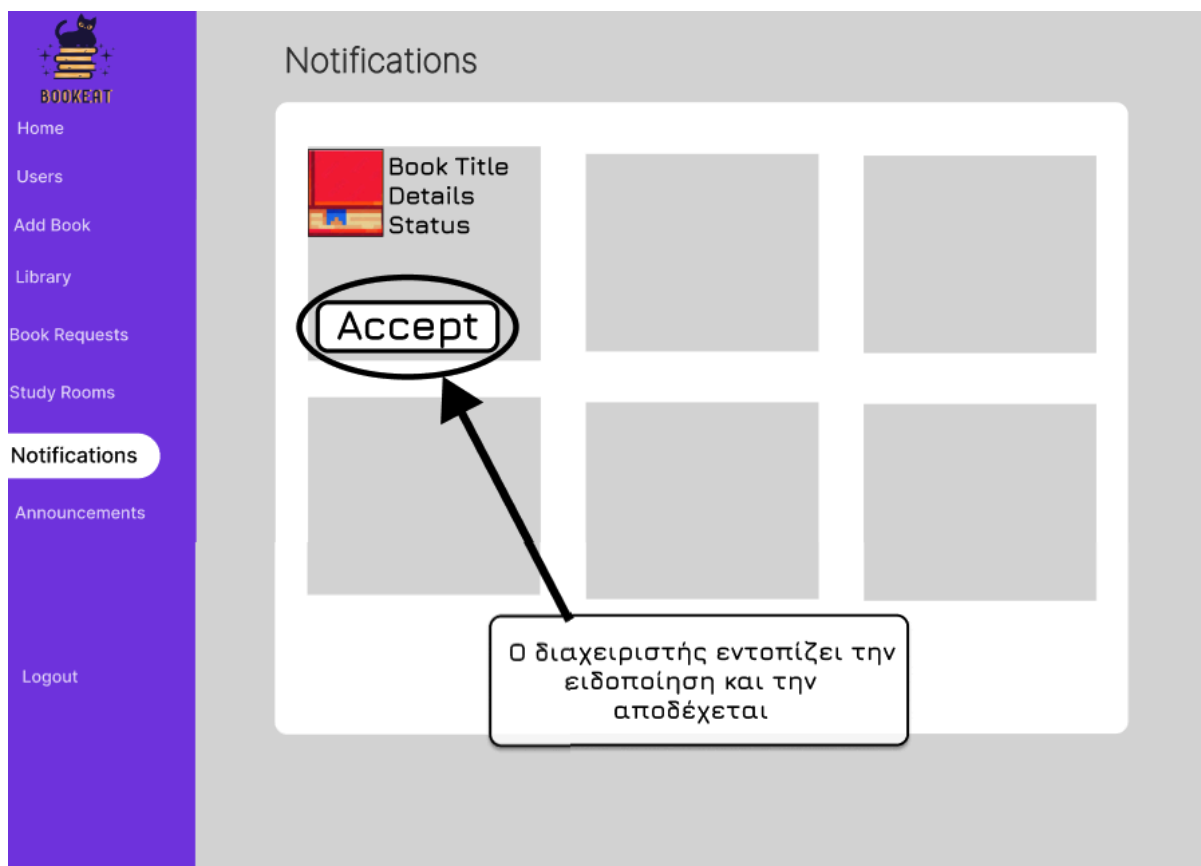 BOOKEAT
Home
Users
Add Book
Library
Book Requests
Study Rooms
Notifications
Announcements
Logout
Notifications
Book Title
Details
Status
Accept
Ο διαχειριστής εντοπίζει την
ειδοποίηση και την
αποδέχεται